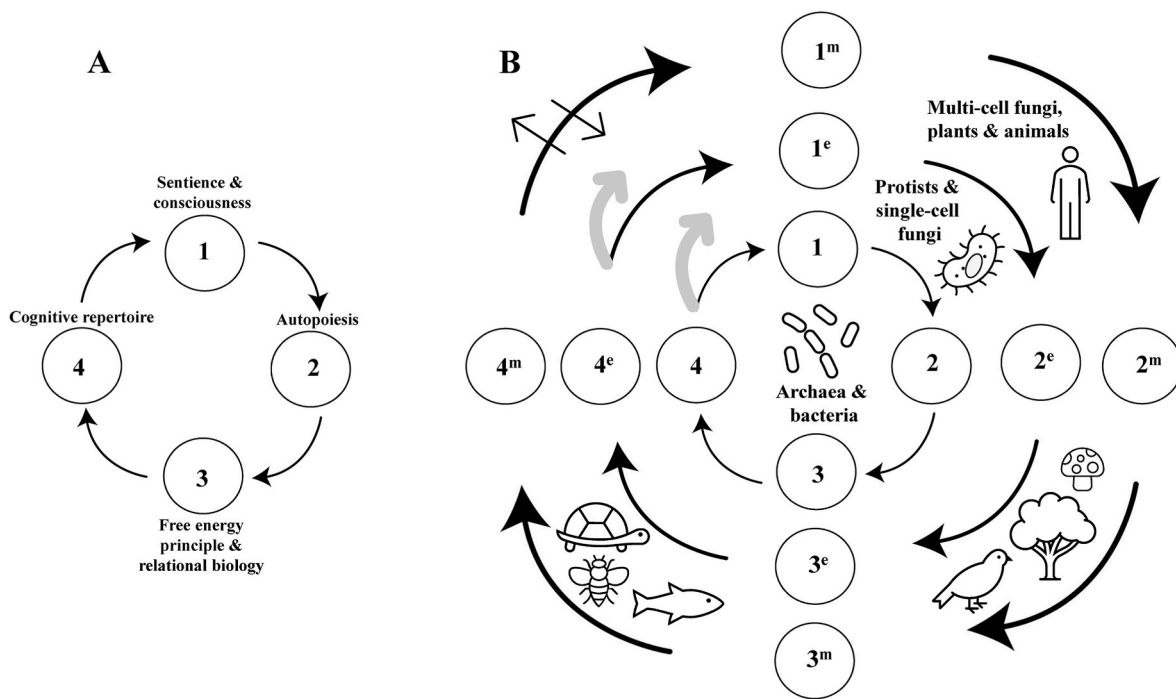 A
Sentience &
consciousness
1
Cognitive repertoire
4
Autopoiesis
2
3
Free energy
principle &
relational biology
B
1ᵐ
Multi-cell fungi,
plants & animals
1ᵉ
Protists &
single-cell
fungi
1
4ᵐ
4ᵉ
4
Archaea &
bacteria
2
2ᵉ
2ᵐ
3
3ᵉ
3ᵐ